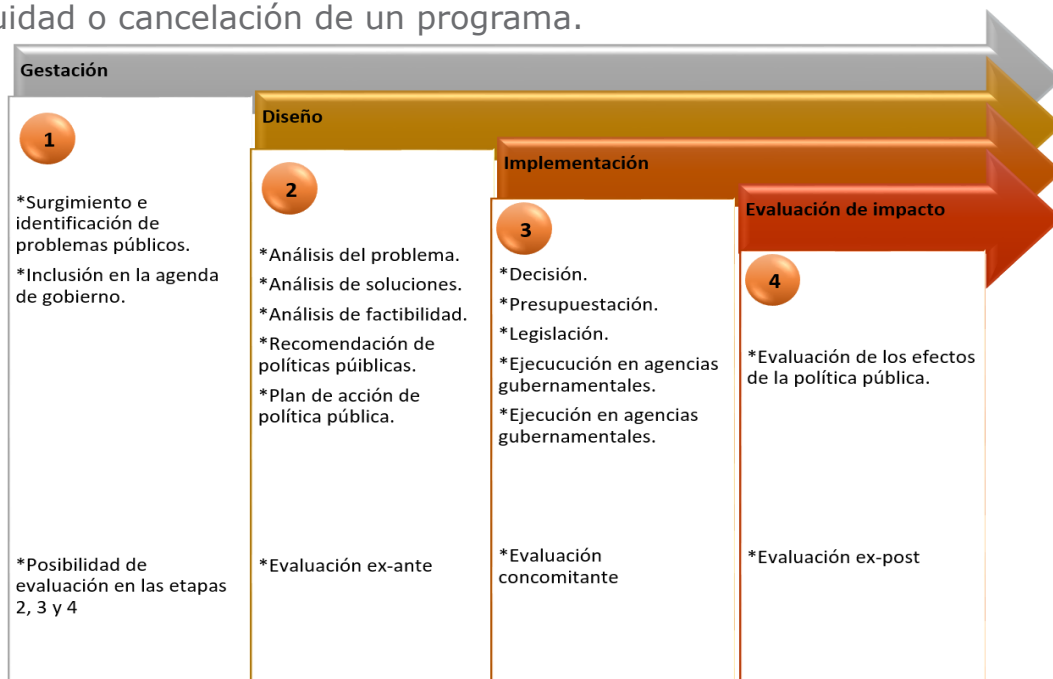 uidad o cancelación de un programa.
Gestación
1
*Surgimiento e
identificación de
problemas públicos.
*Inclusión en la agenda
de gobierno.
*Posibilidad de
evaluación en las etapas
2, 3 y 4
Diseño
2
*Análisis del problema.
*Análisis de soluciones.
*Análisis de factibilidad.
*Recomendación de
políticas púiblicas.
*Plan de acción de
política pública.
*Evaluación ex-ante
Implementación
3
*Decisión.
*Presupuestación.
*Legislación.
*Ejecucución en agencias
gubernamentales.
*Ejecución en agencias
gubernamentales.
*Evaluación
concomitante
Evaluación de impacto
4
*Evaluación de los efectos
de la política pública.
*Evaluación ex-post